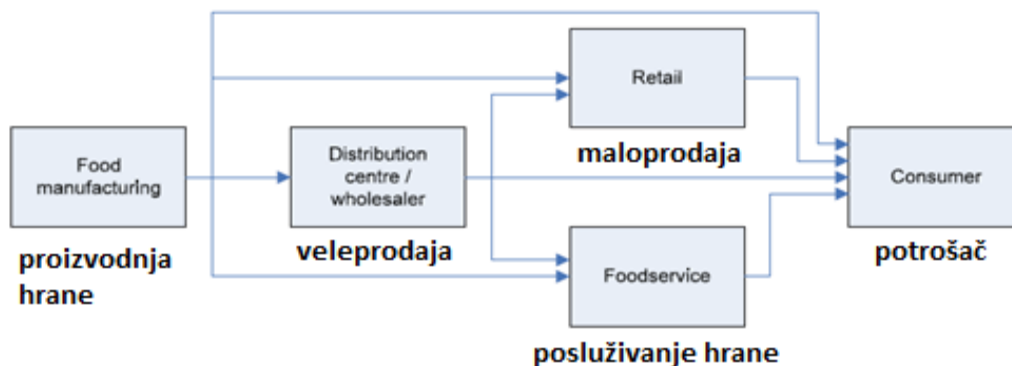 Retail
maloprodaja
Food
manufacturing
proizvodnja
hrane
Distribution
centre /
wholesaler
veleprodaja
Consumer
potrošač
Foodservice
posluživanje hrane